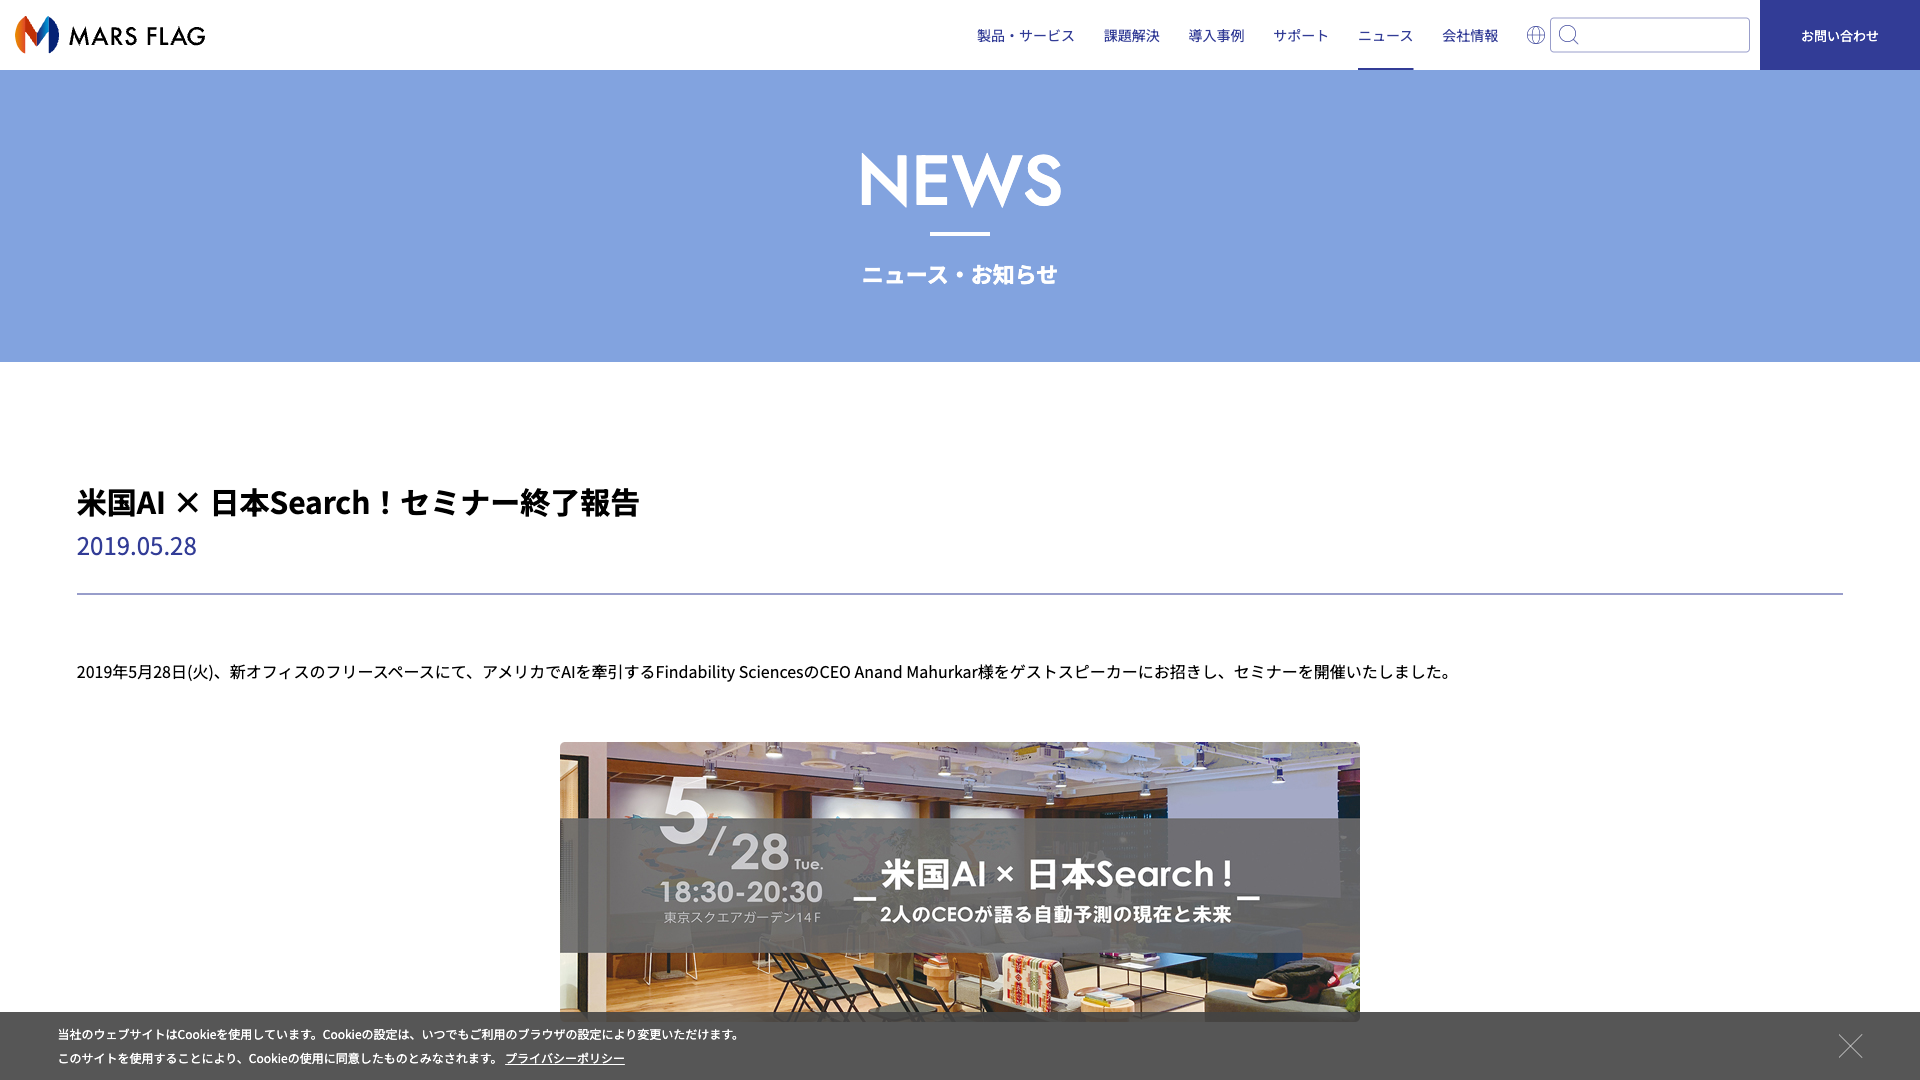 MARS FLAG
製品・サービス
課題解決
導入事例
サポート
ニュース
会社情報
お問い合わせ
NEWS
ニュース・お知らせ
米国AI × 日本Search！セミナー終了報告
2019.05.28
2019年5月28日(火)、新オフィスのフリースペースにて、アメリカでAIを牽引するFindability SciencesのCEO Anand Mahurkar様をゲストスピーカーにお招きし、セミナーを開催いたしました。
5/28 Tue.
18:30-20:30
東京スクエアガーデン14F
米国AI × 日本Search！
2人のCEOが語る自動予測の現在と未来
当社のウェブサイトはCookieを使用しています。Cookieの設定は、いつでもご利用のブラウザの設定により変更いただけます。
このサイトを使用することにより、Cookieの使用に同意したものとみなされます。 プライバシーポリシー